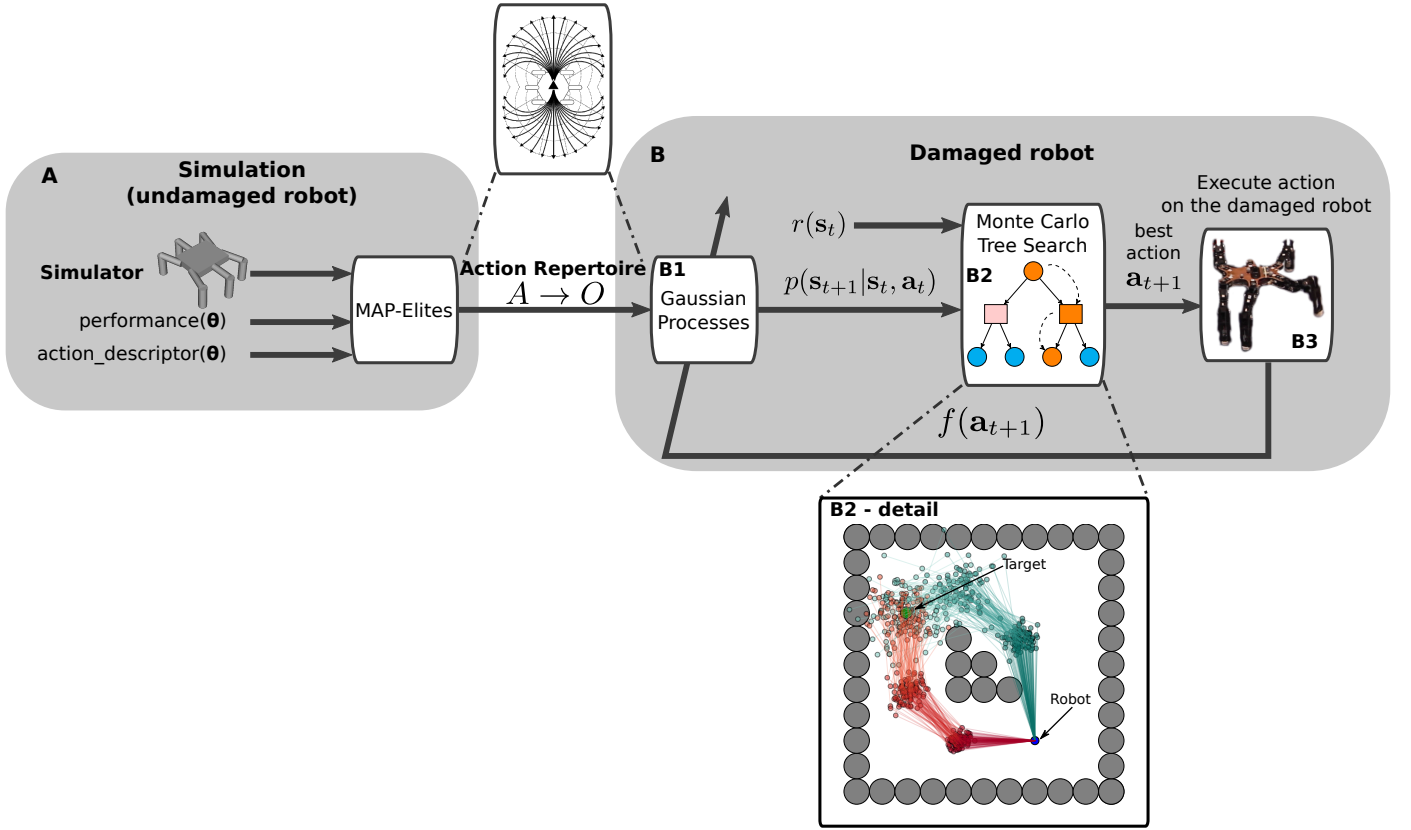 A
Simulation
(undamaged robot)
Simulator
performance(θ)
action_descriptor(θ)
MAP-Elites
Action Repertoire
A → O
B
Damaged robot
B1
Gaussian
Processes
r(s_t)
p(s_{t+1}|s_t, a_t)
Monte Carlo
Tree Search
B2
best
action
a_{t+1}
Execute action
on the damaged robot
B3
f(a_{t+1})
B2 - detail
Target
Robot